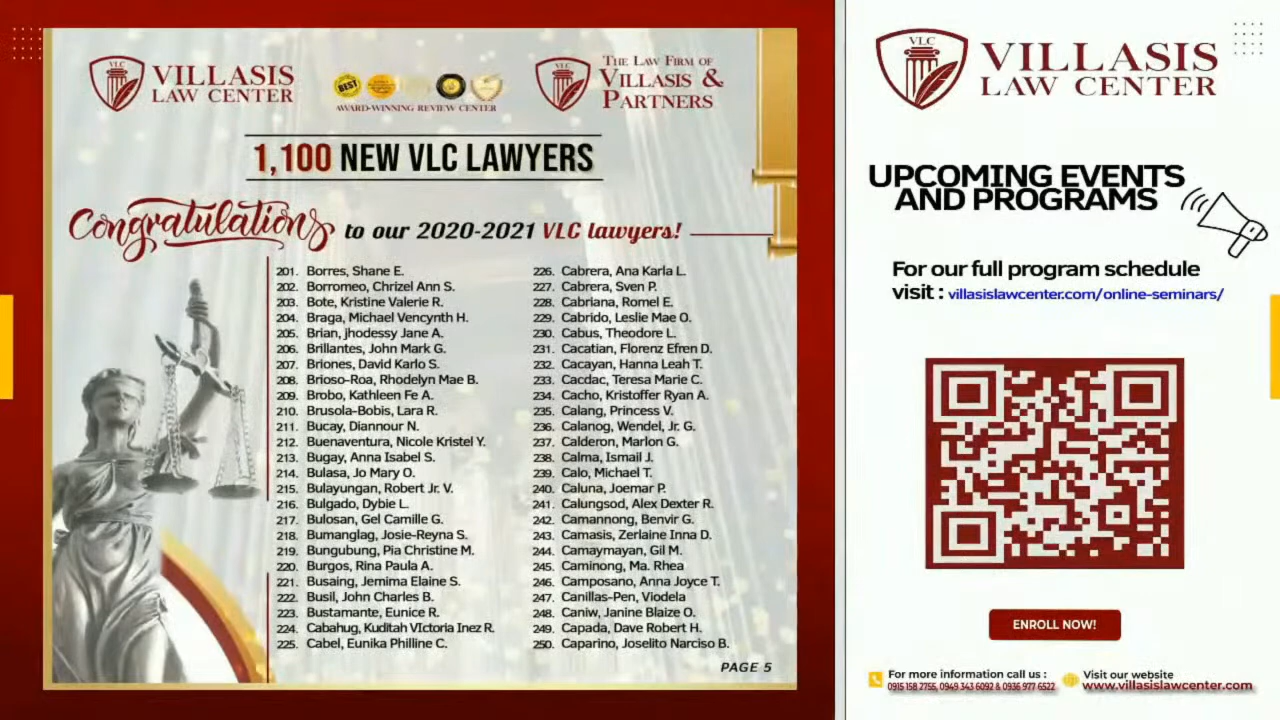 VLC
VILLASIS
LAW CENTER
BEST
AWARD-WINNING REVIEW CENTER
VLC
THE LAW FIRM OF
VILLASIS &
PARTNERS
1,100 NEW VLC LAWYERS
Congratulations to our 2020-2021 VLC lawyers!
201. Borres, Shane E.
202. Borromeo, Chrizel Ann S.
203. Bote, Kristine Valerie R.
204. Braga, Michael Vencynth H.
205. Brian, jhodessy Jane A.
206. Brillantes, John Mark G.
207. Briones, David Karlo S.
208. Brioso-Roa, Rhodelyn Mae B.
209. Brobo, Kathleen Fe A.
210. Brusola-Bobis, Lara R.
211. Bucay, Diannour N.
212. Buenaventura, Nicole Kristel Y.
213. Bugay, Anna Isabel S.
214. Bulasa, Jo Mary O.
215. Bulayungan, Robert Jr. V.
216. Bulgado, Dybie L.
217. Bulosan, Gel Camille G.
218. Bumanglag, Josie-Reyna S.
219. Bungubung, Pia Christine M.
220. Burgos, Rina Paula A.
221. Busaing, Jemima Elaine S.
222. Busil, John Charles B.
223. Bustamante, Eunice R.
224. Cabahug, Kuditah VIctoria Inez R.
225. Cabel, Eunika Philline C.
226. Cabrera, Ana Karla L.
227. Cabrera, Sven P.
228. Cabriana, Romel E.
229. Cabrido, Leslie Mae O.
230. Cabus, Theodore L.
231. Cacatian, Florenz Efren D.
232. Cacayan, Hanna Leah T.
233. Cacdac, Teresa Marie C.
234. Cacho, Kristoffer Ryan A.
235. Calang, Princess V.
236. Calanog, Wendel, Jr. G.
237. Calderon, Marlon G.
238. Calma, Ismail J.
239. Calo, Michael T.
240. Caluna, Joemar P.
241. Calungsod, Alex Dexter R.
242. Camannong, Benvir G.
243. Camasis, Zerlaine Inna D.
244. Camaymayan, Gil M.
245. Caminong, Ma. Rhea
246. Camposano, Anna Joyce T.
247. Canillas-Pen, Viodela
248. Caniw, Janine Blaize O.
249. Capada, Dave Robert H.
250. Caparino, Joselito Narciso B.
PAGE 5
VLC
VILLASIS
LAW CENTER
UPCOMING EVENTS
AND PROGRAMS
For our full program schedule
visit : villasislawcenter.com/online-seminars/
ENROLL NOW!
For more information call us :
0915 158 2755, 0949 343 6092 & 0936 977 6522
Visit our website
www.villasislawcenter.com